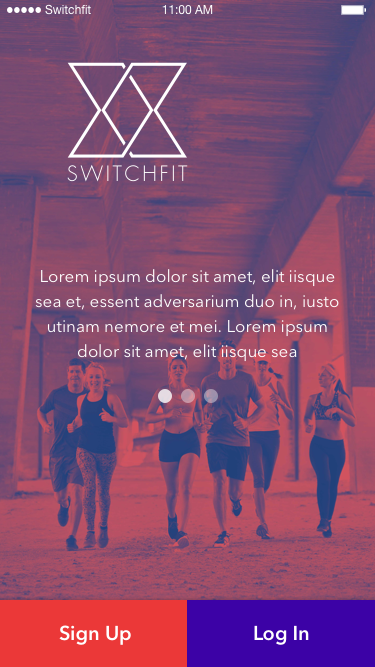 Switchfit 11:00 AM
SWITCHFIT
Lorem ipsum dolor sit amet, elit iisque
sea et, essent adversarium duo in, iusto
utinam nemore et mei. Lorem ipsum
dolor sit amet, elit iisque sea
Sign Up Log In